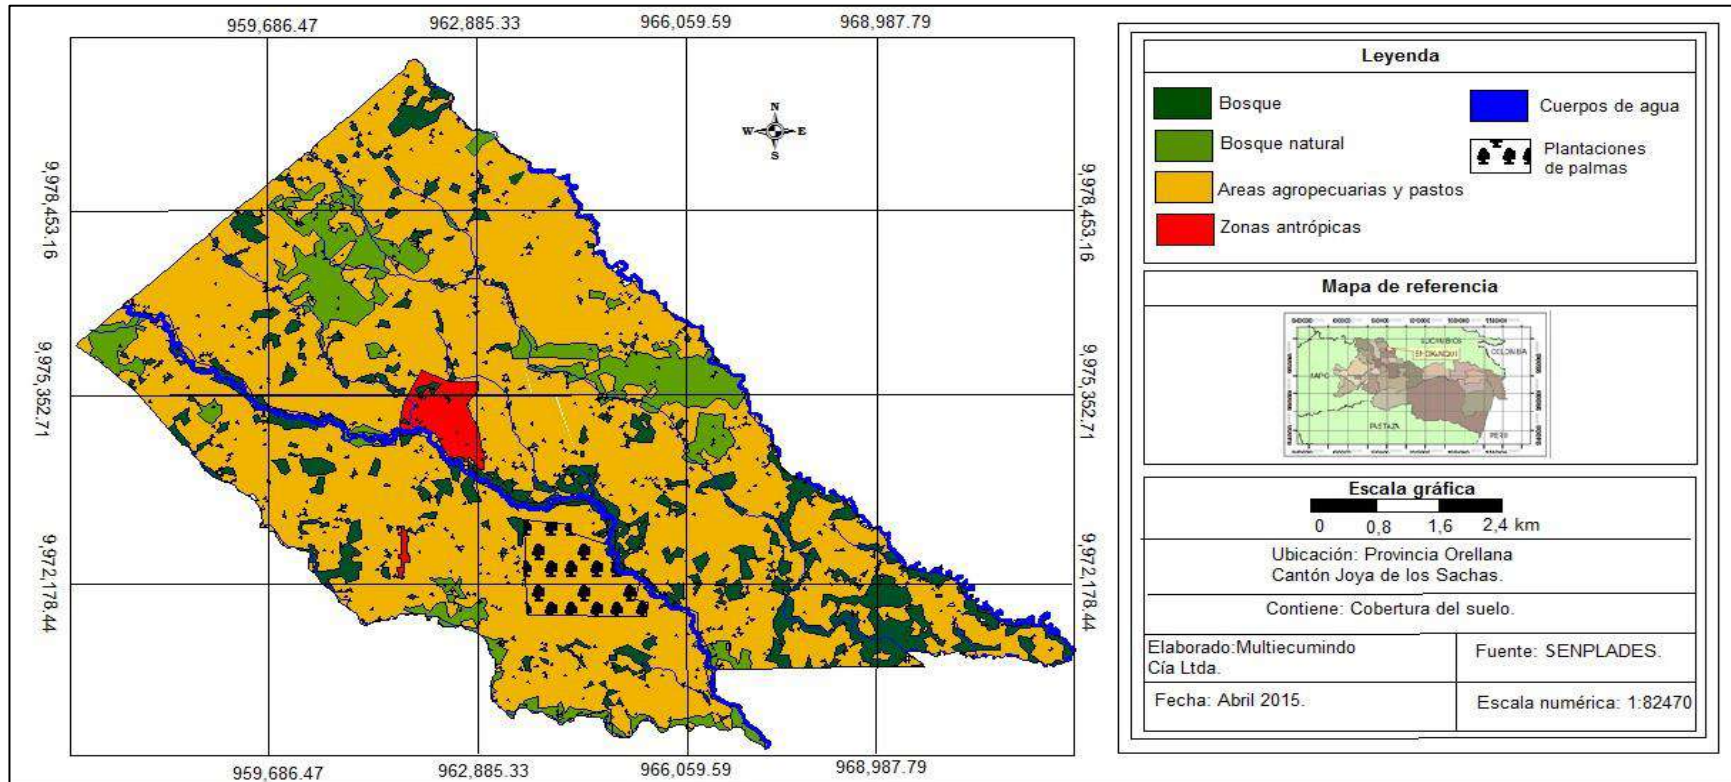 959,686.47
962,885.33
966,059.59
968,987.79
9,978,453.16
9,975,352.71
9,972,178.44
N
W
E
S
9,978,453.16
9,975,352.71
9,972,178.44
959,686.47
962,885.33
966,059.59
968,987.79
Leyenda
Bosque
Bosque natural
Areas agropecuarias y pastos
Zonas antrópicas
Cuerpos de agua
Plantaciones
de palmas
Mapa de referencia
SUCUMBIOS
COLOMBIA
NAPO
PASTAZA
PERU
Escala gráfica
0 0,8 1,6 2,4 km
Ubicación: Provincia Orellana
Cantón Joya de los Sachas.
Contiene: Cobertura del suelo.
Elaborado:Multiecumindo
Cía Ltda.
Fuente: SENPLADES.
Fecha: Abril 2015.
Escala numérica: 1:82470